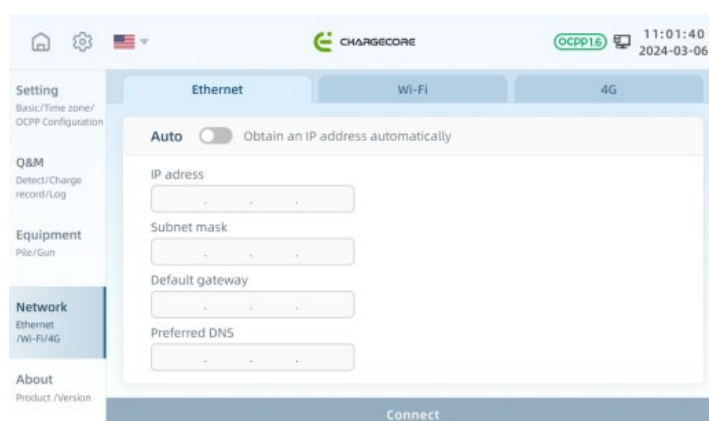 CHARGECORE
OCPP1.6
11:01:40
2024-03-06
Setting
Basic/Time zone/
OCPP Configuration
Q&M
Detect/Charge
record/Log
Equipment
Pile/Gun
Network
Ethernet
/Wi-Fi/4G
About
Product /Version
Ethernet
Wi-Fi
4G
Auto
Obtain an IP address automatically
IP adress
Subnet mask
Default gateway
Preferred DNS
Connect